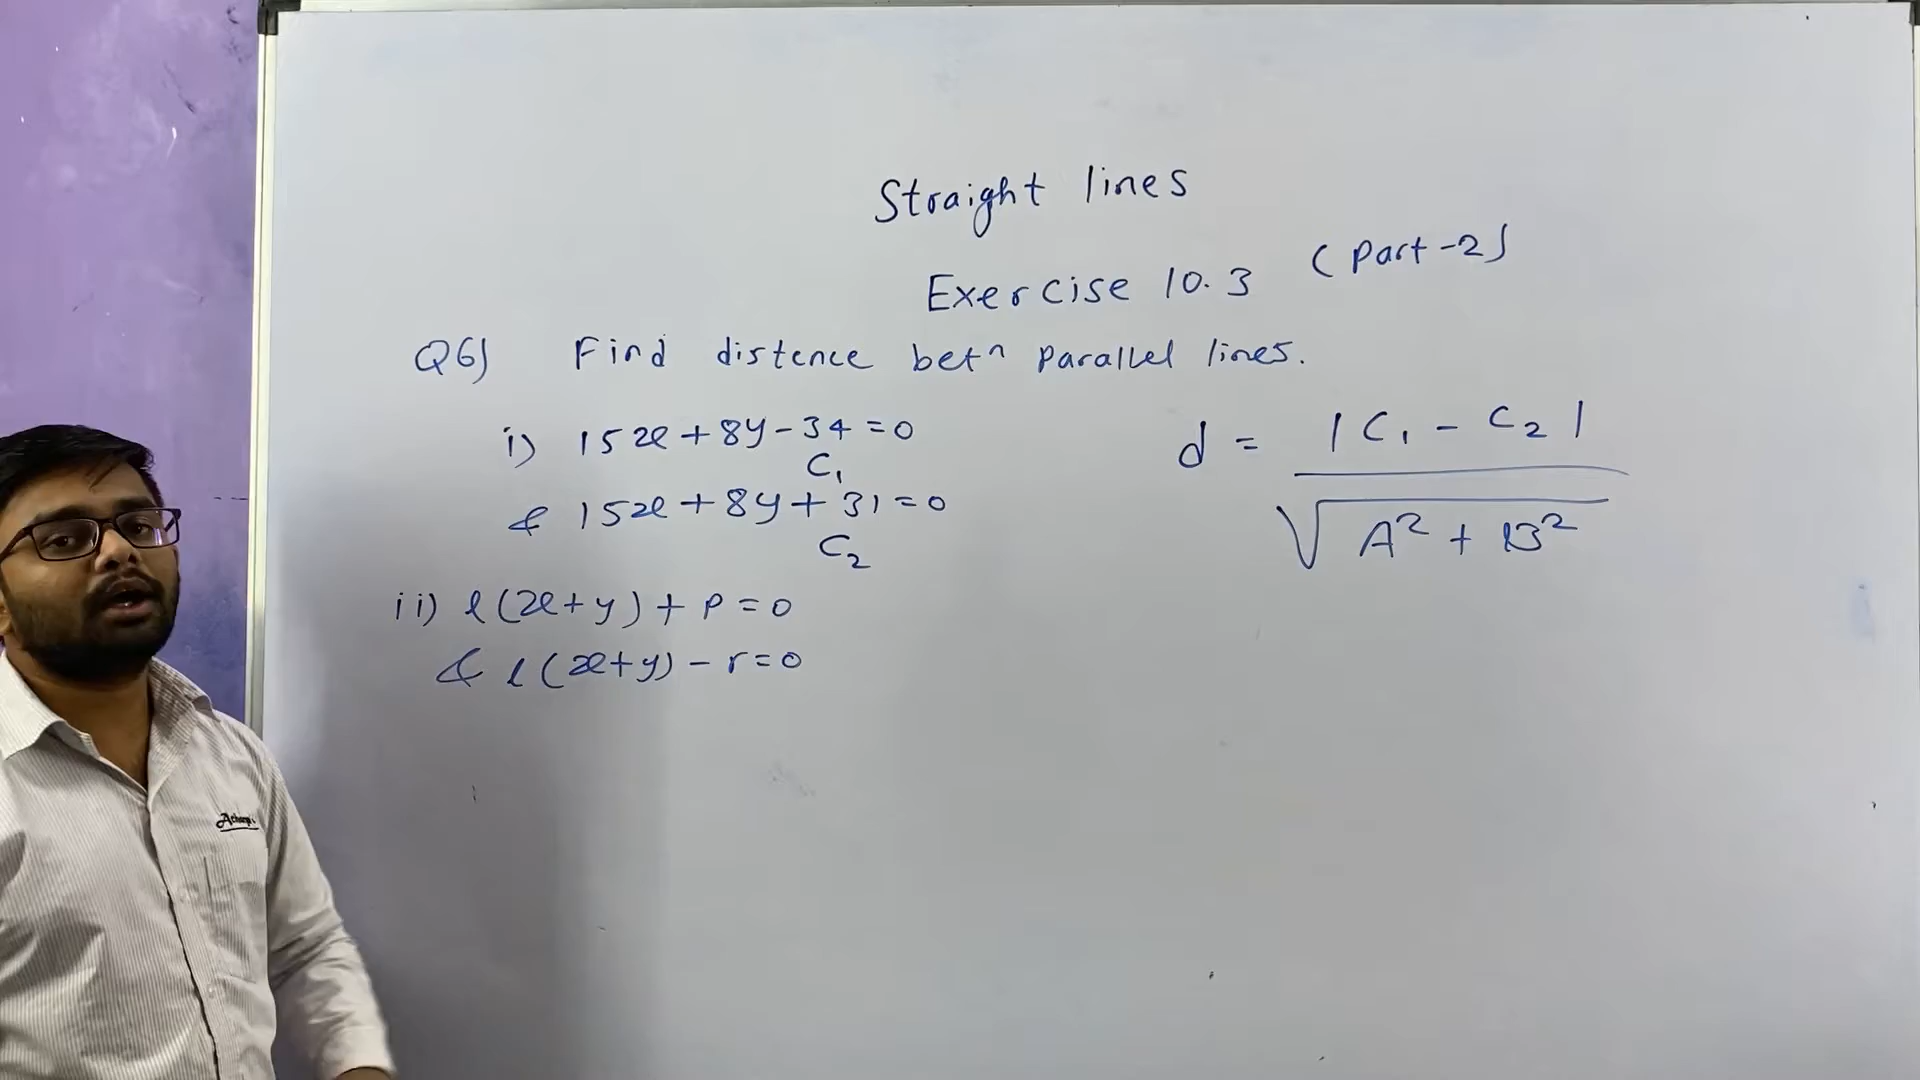 Straight lines
Exercise 10.3 (Part-2)
Q6) Find distence betn parallel lines.
i) 15x+8y-34=0
C1
& 15x+8y+31=0
C2
ii) l(x+y)+p=0
& l(x+y)-r=0
d = |C1 - C2|
√A²+B²